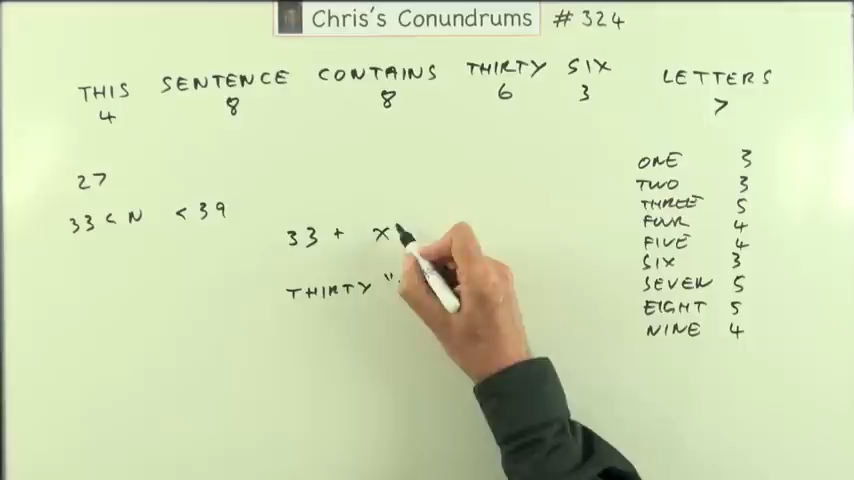 Chris's Conundrums # 324
THIS SENTENCE CONTAINS THIRTY SIX LETTERS
4 8 8 6 3 7
27
33 < N < 39
33 + x
THIRTY "
ONE 3
TWO 3
THREE 5
FOUR 4
FIVE 4
SIX 3
SEVEN 5
EIGHT 5
NINE 4